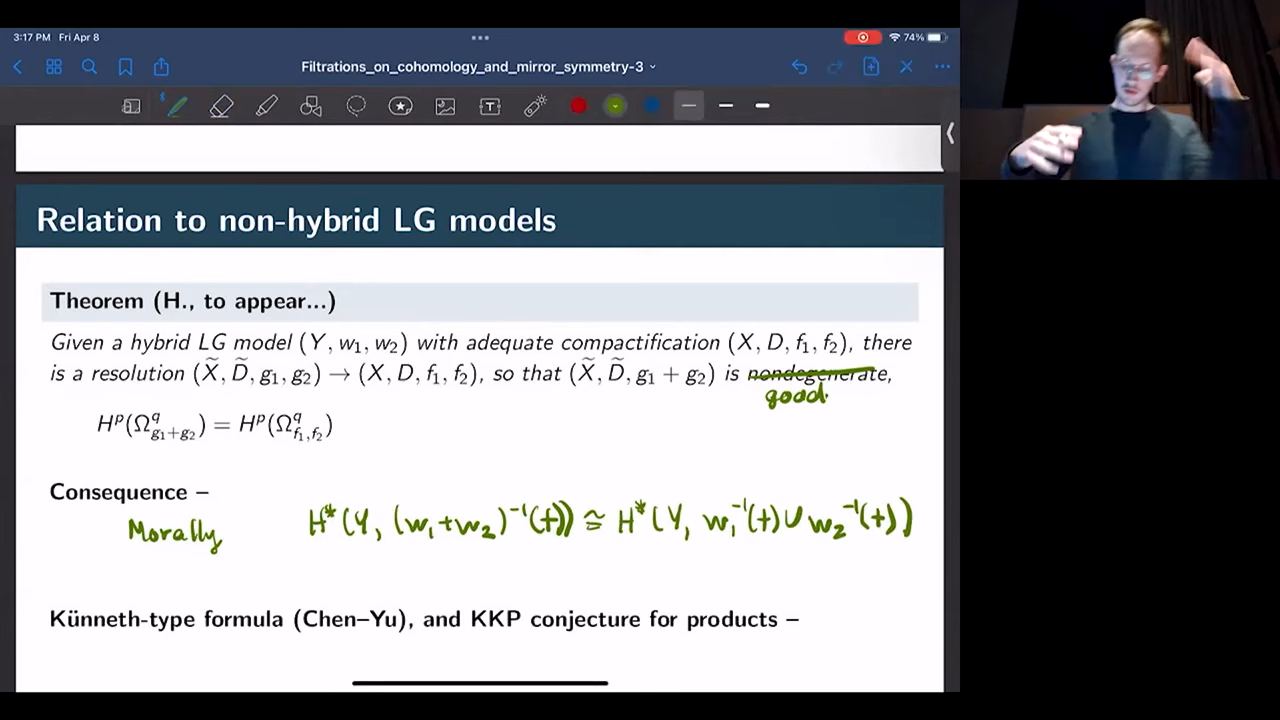 3:17 PM Fri Apr 8
74%
Filtrations_on_cohomology_and_mirror_symmetry-3
Relation to non-hybrid LG models
Theorem (H., to appear...)
Given a hybrid LG model (Y, w₁, w₂) with adequate compactification (X, D, f₁, f₂), there
is a resolution (X̃, D̃, g₁, g₂) → (X, D, f₁, f₂), so that (X̃, D̃, g₁ + g₂) is nondegenerate,
good.
Hᵖ(Ω^q_{g₁+g₂}) = Hᵖ(Ω^q_{f₁,f₂})
Consequence –
Morally H*(Y, (w₁+w₂)⁻¹(t)) ≅ H*(Y, w₁⁻¹(t) ∪ w₂⁻¹(t))
Künneth-type formula (Chen–Yu), and KKP conjecture for products –